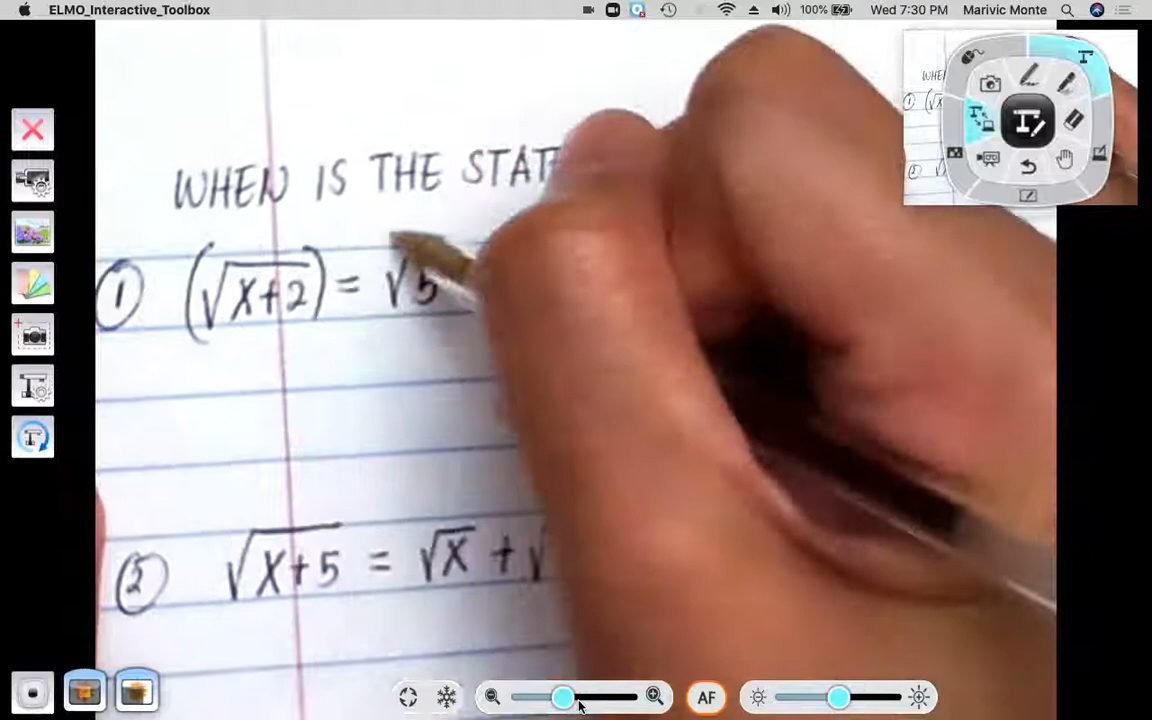 ELMO_Interactive_Toolbox
100%
Wed 7:30 PM
Marivic Monte
WHEN IS THE STAT
① (√x+2) = √5
② √x+5 = √x + √
AF